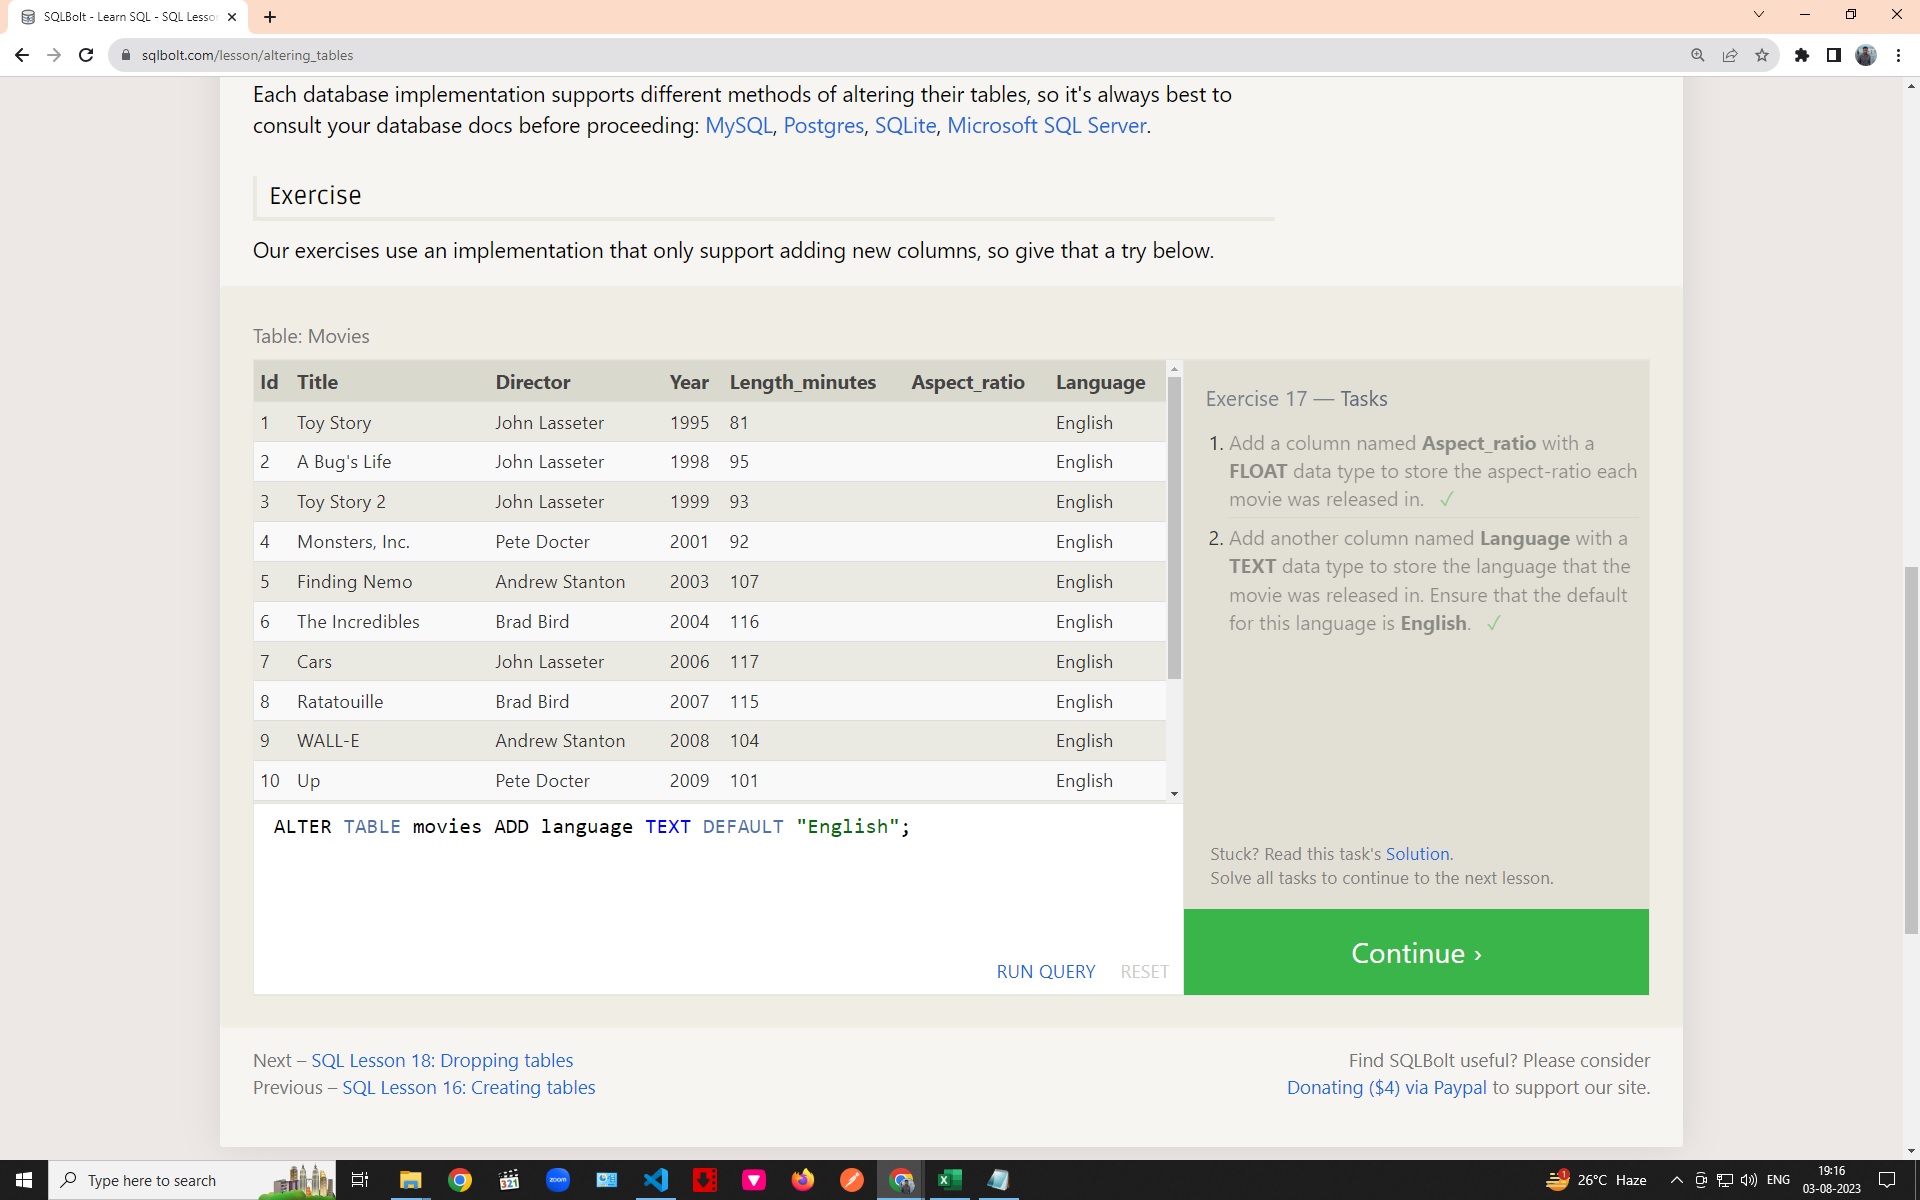 SQLBolt - Learn SQL - SQL Lesson
sqlbolt.com/lesson/altering_tables
Each database implementation supports different methods of altering their tables, so it's always best to
consult your database docs before proceeding: MySQL, Postgres, SQLite, Microsoft SQL Server.
Exercise
Our exercises use an implementation that only support adding new columns, so give that a try below.
Table: Movies
Id Title Director Year Length_minutes Aspect_ratio Language
1 Toy Story John Lasseter 1995 81 English
2 A Bug's Life John Lasseter 1998 95 English
3 Toy Story 2 John Lasseter 1999 93 English
4 Monsters, Inc. Pete Docter 2001 92 English
5 Finding Nemo Andrew Stanton 2003 107 English
6 The Incredibles Brad Bird 2004 116 English
7 Cars John Lasseter 2006 117 English
8 Ratatouille Brad Bird 2007 115 English
9 WALL-E Andrew Stanton 2008 104 English
10 Up Pete Docter 2009 101 English
ALTER TABLE movies ADD language TEXT DEFAULT "English";
RUN QUERY RESET
Exercise 17 — Tasks
1. Add a column named Aspect_ratio with a
FLOAT data type to store the aspect-ratio each
movie was released in. ✓
2. Add another column named Language with a
TEXT data type to store the language that the
movie was released in. Ensure that the default
for this language is English. ✓
Stuck? Read this task's Solution.
Solve all tasks to continue to the next lesson.
Continue ›
Next – SQL Lesson 18: Dropping tables
Previous – SQL Lesson 16: Creating tables
Find SQLBolt useful? Please consider
Donating ($4) via Paypal to support our site.
Type here to search
321
zoom
1
26°C Haze
ENG
19:16
03-08-2023